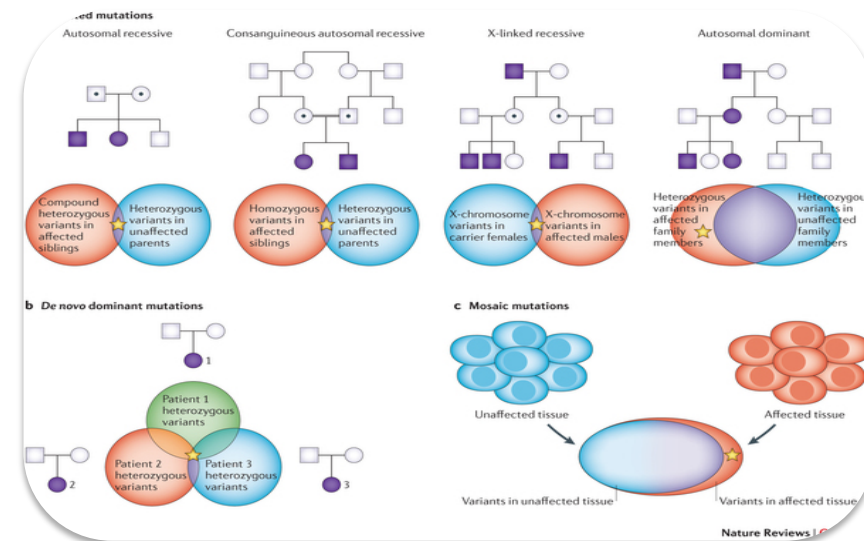 ted mutations
Autosomal recessive
Consanguineous autosomal recessive
X-linked recessive
Autosomal dominant
Compound
heterozygous
variants in
affected
siblings
Heterozygous
variants in
unaffected
parents
Homozygous
variants in
affected
siblings
Heterozygous
variants in
unaffected
parents
X-chromosome
variants in
carrier females
X-chromosome
variants in
affected males
Heterozygous
variants in
affected
family
members
Heterozygous
variants in
unaffected
family
members
b De novo dominant mutations
1
Patient 1
heterozygous
variants
2
Patient 2
heterozygous
variants
Patient 3
heterozygous
variants
3
c Mosaic mutations
Unaffected tissue
Affected tissue
Variants in unaffected tissue
Variants in affected tissue
Nature Reviews |